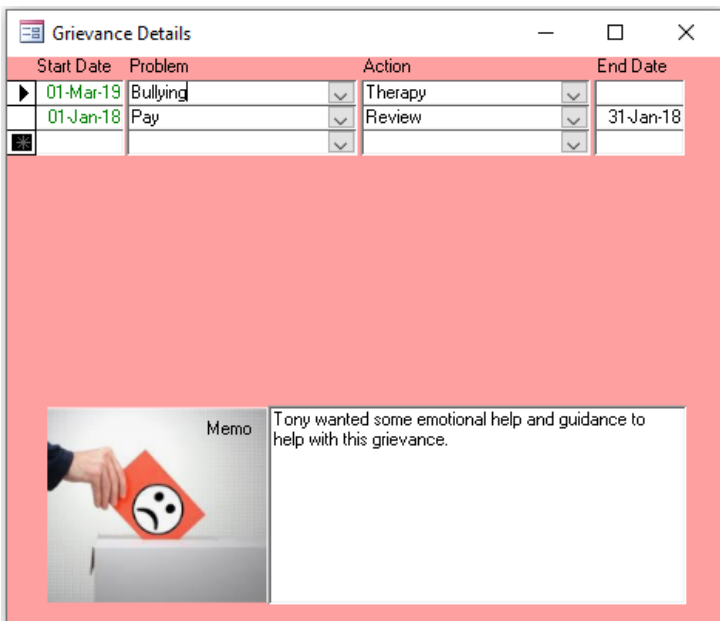 Grievance Details
Start Date Problem Action End Date
01-Mar-19 Bullying Therapy
01-Jan-18 Pay Review 31-Jan-18
Memo
Tony wanted some emotional help and guidance to
help with this grievance.